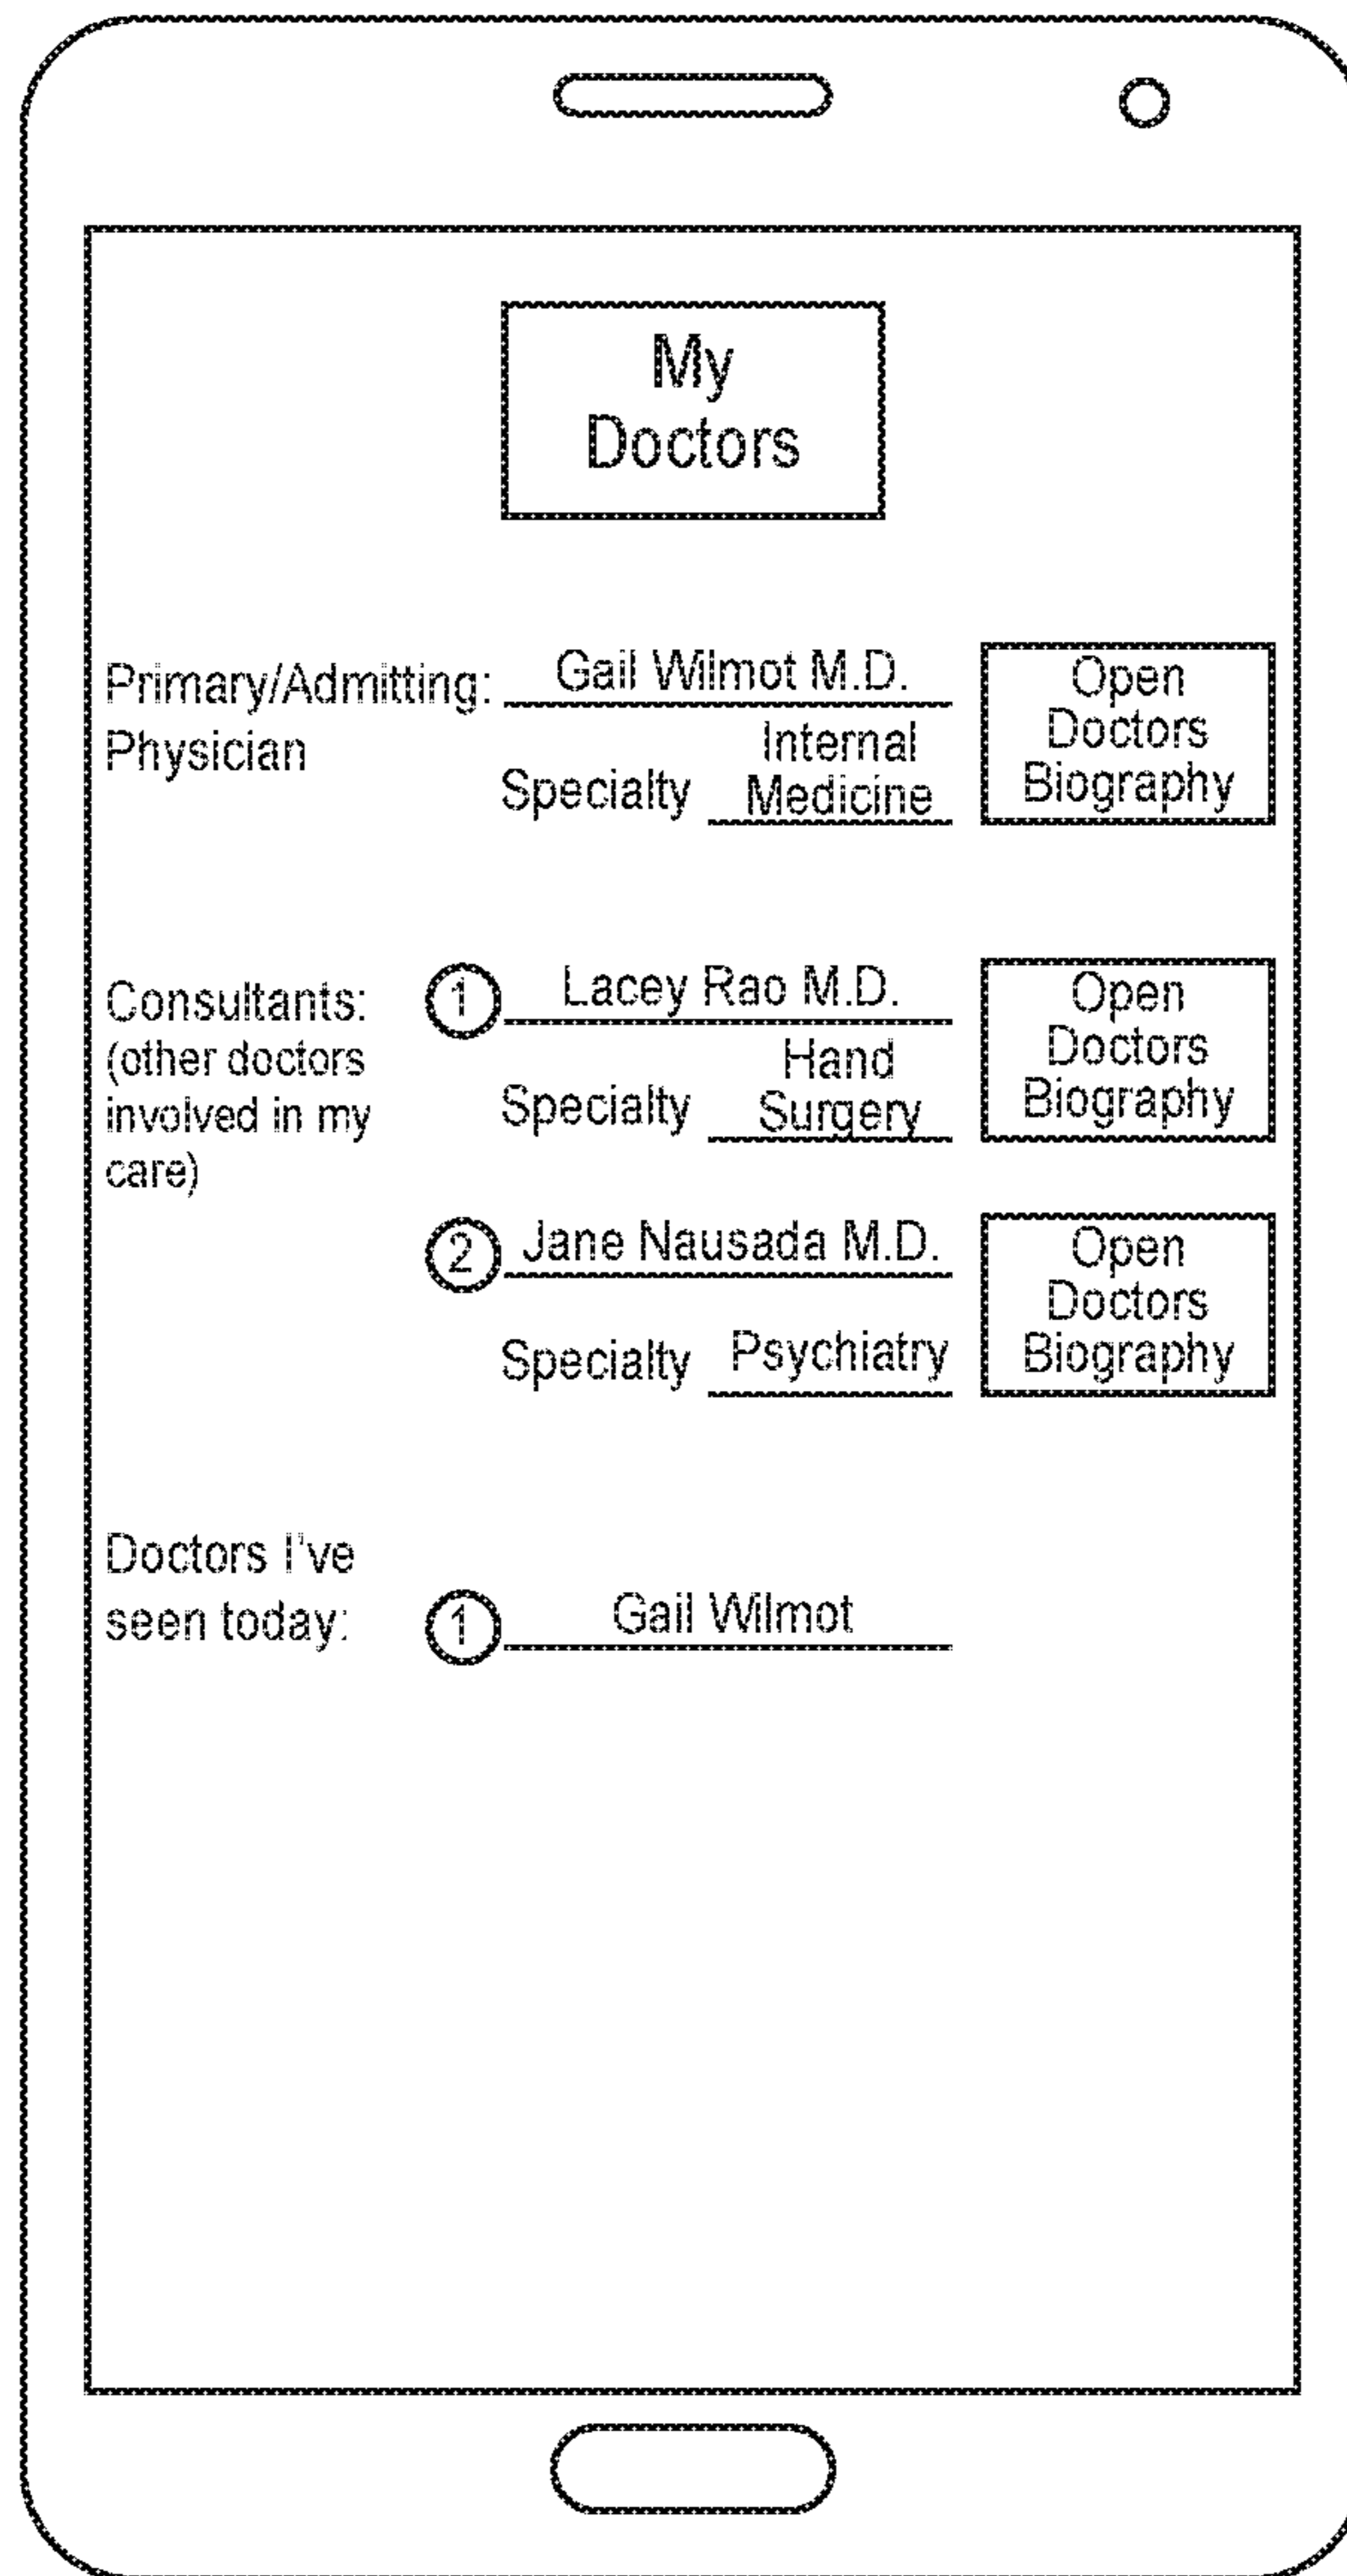 My
Doctors
Primary/Admitting: Gail Wilmot M.D.
Physician
Specialty Internal
Medicine
Open
Doctors
Biography
Consultants:
(other doctors
involved in my
care)
1 Lacey Rao M.D.
Specialty Hand
Surgery
Open
Doctors
Biography
2 Jane Nausada M.D.
Specialty Psychiatry
Open
Doctors
Biography
Doctors I've
seen today:
1 Gail Wilmot